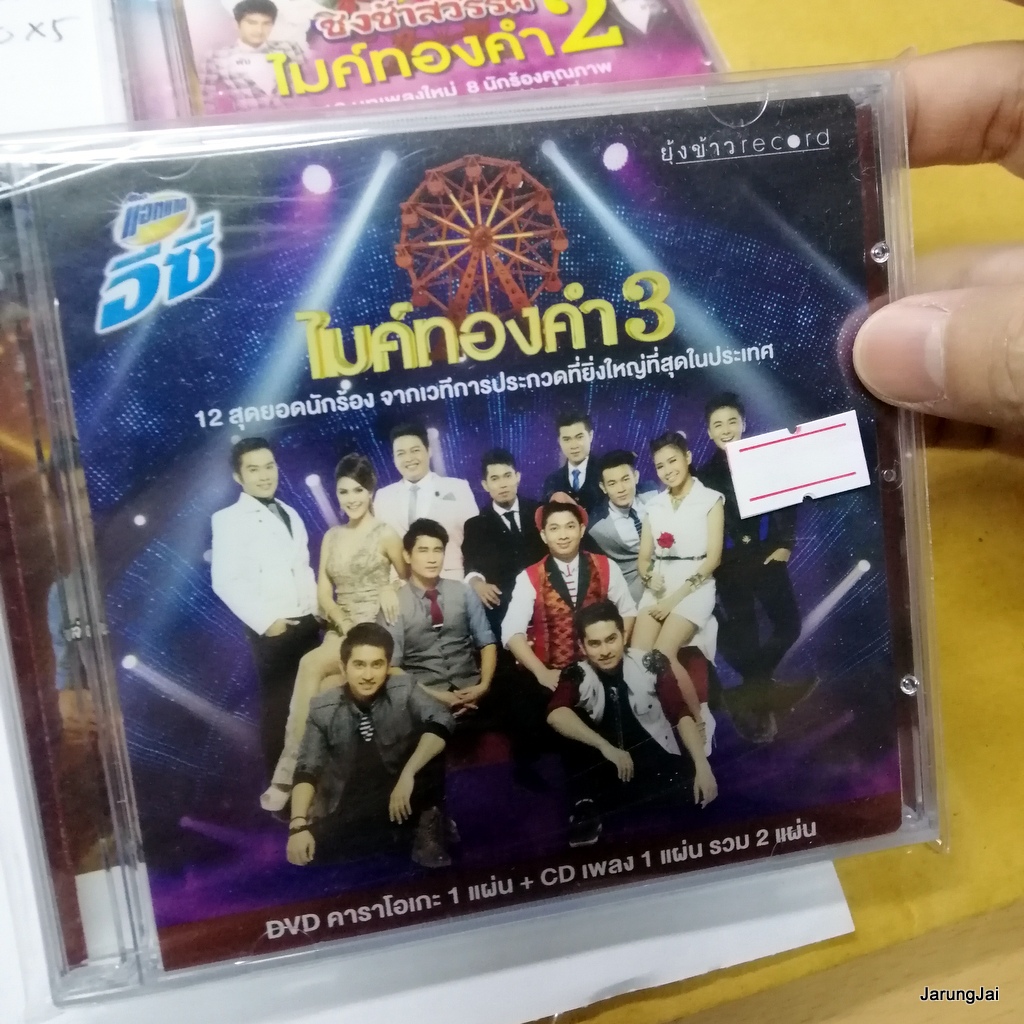 ชิงช้าสวรรค์
ไมค์ทองคำ 2
8 นักร้องคุณภาพ
ยุ้งข้าวrecord
แอทแทค
อีซี่
ไมค์ทองคำ 3
12 สุดยอดนักร้อง จากเวทีการประกวดที่ยิ่งใหญ่ที่สุดในประเทศ
DVD คาราโอเกะ 1 แผ่น + CD เพลง 1 แผ่น รวม 2 แผ่น
JarungJai